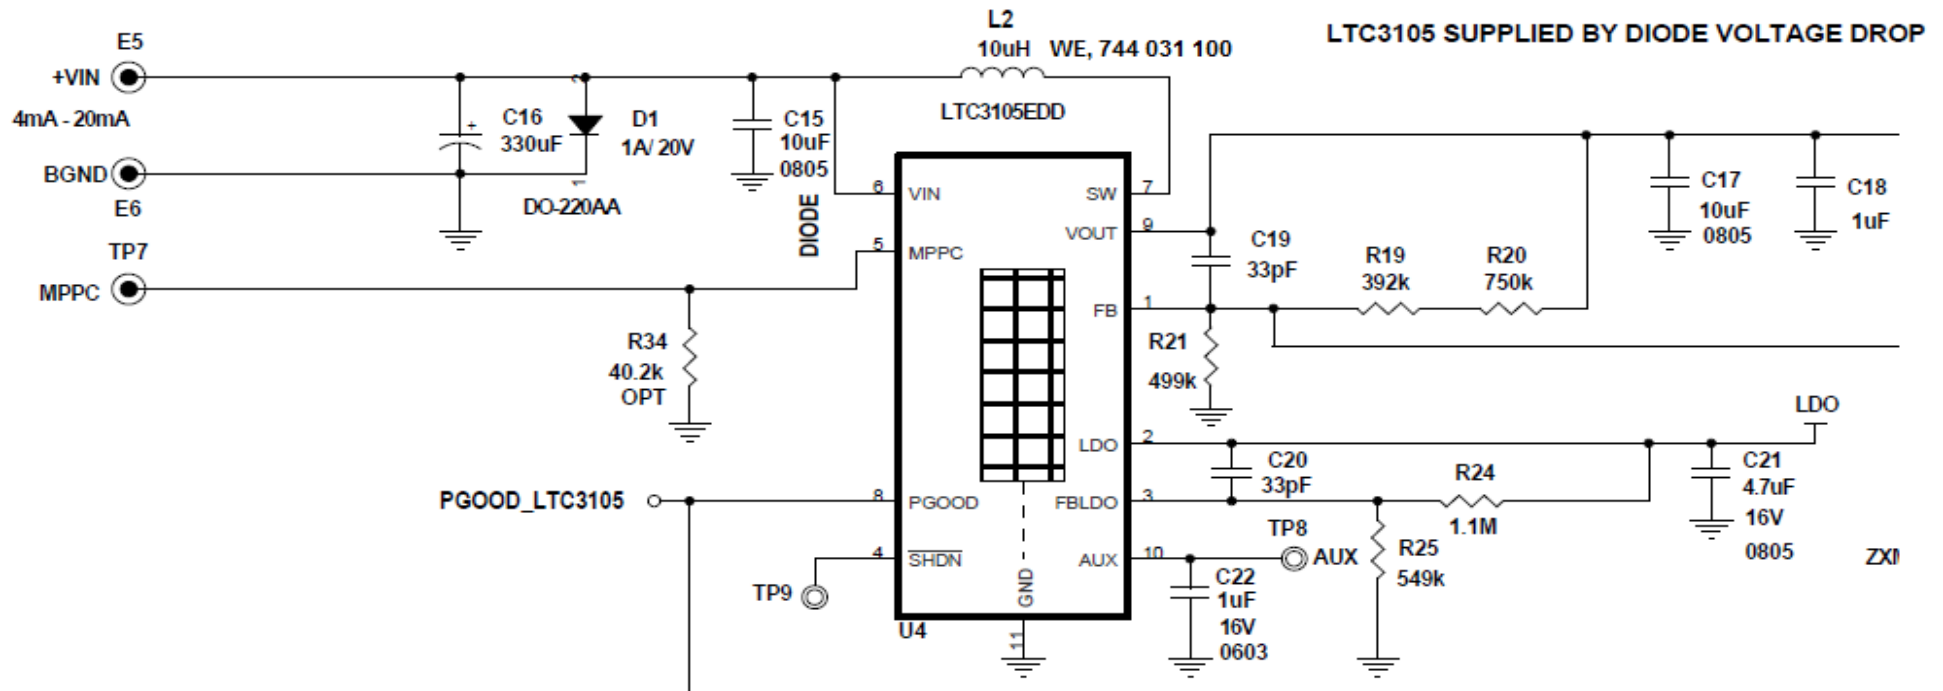 LTC3105 SUPPLIED BY DIODE VOLTAGE DROP
L2
10uH WE, 744 031 100
LTC3105EDD
E5
+VIN
4mA - 20mA
BGND
E6
C16
+
330uF
2
D1
1A/ 20V
1
DO-220AA
C15
10uF
0805
DIODE
TP7
MPPC
R34
40.2k
OPT
PGOOD_LTC3105
TP9
6 VIN
5 MPPC
8 PGOOD
4 SHDN
SW 7
VOUT 9
FB 1
LDO 2
FBLDO 3
AUX 10
GND
11
U4
C19
33pF
R19
392k
R20
750k
C17
10uF
0805
C18
1uF
R21
499k
LDO
C20
33pF
R24
1.1M
C21
4.7uF
16V
0805
TP8
AUX
R25
549k
C22
1uF
16V
0603